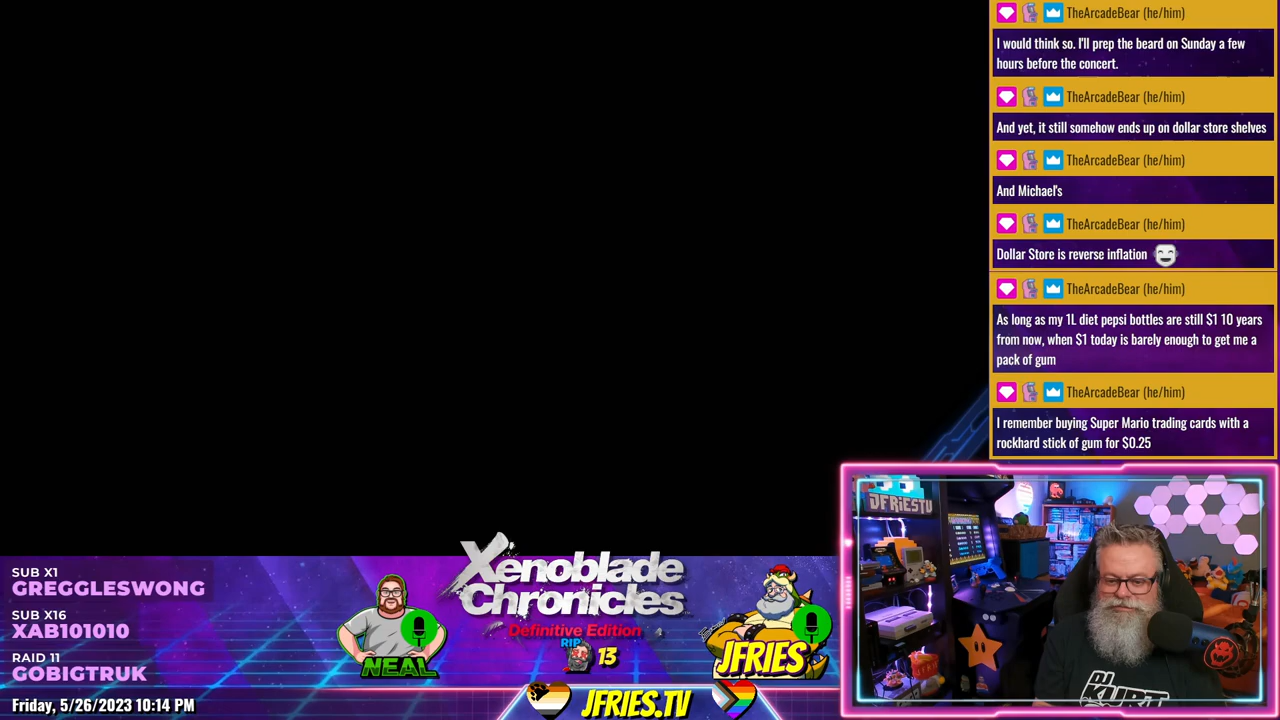 TheArcadeBear (he/him)
I would think so. I'll prep the beard on Sunday a few
hours before the concert.
TheArcadeBear (he/him)
And yet, it still somehow ends up on dollar store shelves
TheArcadeBear (he/him)
And Michael's
TheArcadeBear (he/him)
Dollar Store is reverse inflation
TheArcadeBear (he/him)
As long as my 1L diet pepsi bottles are still $1 10 years
from now, when $1 today is barely enough to get me a
pack of gum
TheArcadeBear (he/him)
I remember buying Super Mario trading cards with a
rockhard stick of gum for $0.25
JFRIESTV
DJ
KURT
SUB X1
GREGGLESWONG
SUB X16
XAB101010
RAID 11
GOBIGTRUK
Friday, 5/26/2023 10:14 PM
NEAL
Xenoblade
Chronicles
Definitive Edition
RIP
13
JFRIES
JFRIES.TV